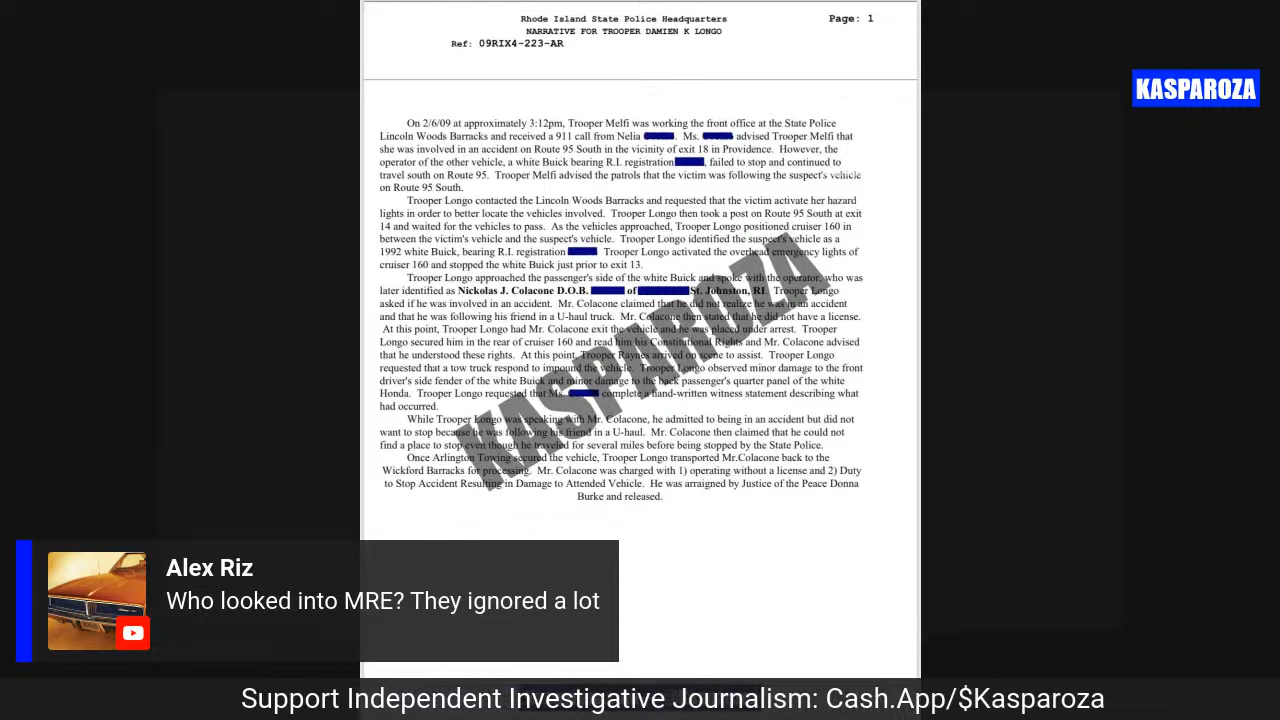 Rhode Island State Police Headquarters
Page: 1
NARRATIVE FOR TROOPER DAMIEN K LONGO
Ref: 09RIX4-223-AR
KASPAROZA
On 2/6/09 at approximately 3:12pm, Trooper Melfi was working the front office at the State Police
Lincoln Woods Barracks and received a 911 call from Nelia . Ms. advised Trooper Melfi that
she was involved in an accident on Route 95 South in the vicinity of exit 18 in Providence. However, the
operator of the other vehicle, a white Buick bearing R.I. registration , failed to stop and continued to
travel south on Route 95. Trooper Melfi advised the patrols that the victim was following the suspect's vehicle
on Route 95 South.
Trooper Longo contacted the Lincoln Woods Barracks and requested that the victim activate her hazard
lights in order to better locate the vehicles involved. Trooper Longo then took a post on Route 95 South at exit
14 and waited for the vehicles to pass. As the vehicles approached, Trooper Longo positioned cruiser 160 in
between the victim's vehicle and the suspect's vehicle. Trooper Longo identified the suspect's vehicle as a
1992 white Buick, bearing R.I. registration Trooper Longo activated the overhead emergency lights of
cruiser 160 and stopped the white Buick just prior to exit 13.
Trooper Longo approached the passenger's side of the white Buick and spoke with the operator, who was
later identified as Nickolas J. Colacone D.O.B. of St. Johnston, RI. Trooper Longo
asked if he was involved in an accident. Mr. Colacone claimed that he did not realize he was in an accident
and that he was following his friend in a U-haul truck. Mr. Colacone then stated that he did not have a license.
At this point, Trooper Longo had Mr. Colacone exit the vehicle and he was placed under arrest. Trooper
Longo secured him in the rear of cruiser 160 and read him his Constitutional Rights and Mr. Colacone advised
that he understood these rights. At this point, Trooper Raynes arrived on scene to assist. Trooper Longo
requested that a tow truck respond to impound the vehicle. Trooper Longo observed minor damage to the front
driver's side fender of the white Buick and minor damage to the back passenger's quarter panel of the white
Honda. Trooper Longo requested that Ms. complete a hand-written witness statement describing what
had occurred.
While Trooper Longo was speaking with Mr. Colacone, he admitted to being in an accident but did not
want to stop because he was following his friend in a U-haul. Mr. Colacone then claimed that he could not
find a place to stop even though he traveled for several miles before being stopped by the State Police.
Once Arlington Towing secured the vehicle, Trooper Longo transported Mr.Colacone back to the
Wickford Barracks for processing. Mr. Colacone was charged with 1) operating without a license and 2) Duty
to Stop Accident Resulting in Damage to Attended Vehicle. He was arraigned by Justice of the Peace Donna
Burke and released.
KASPAROZA
Alex Riz
Who looked into MRE? They ignored a lot
Support Independent Investigative Journalism: Cash.App/$Kasparoza